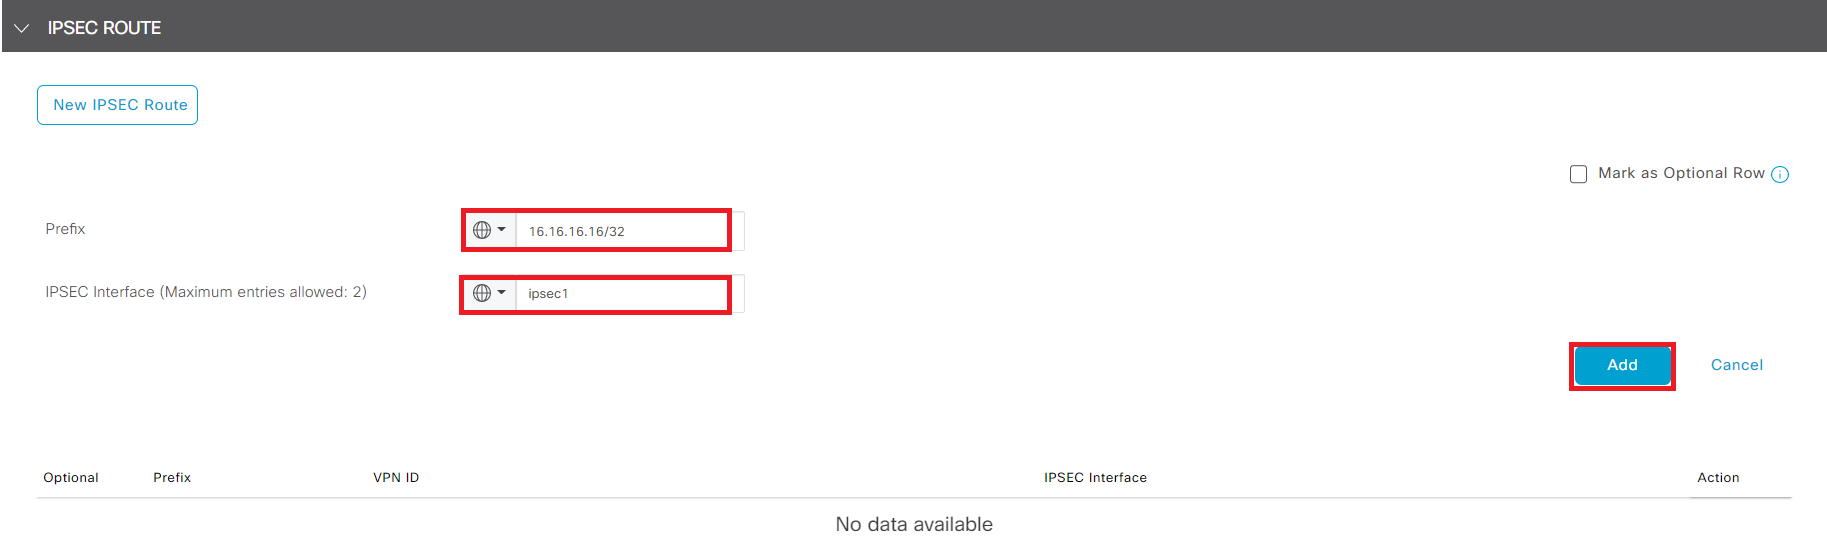 IPSEC ROUTE
New IPSEC Route
Mark as Optional Row
Prefix
16.16.16.16/32
IPSEC Interface (Maximum entries allowed: 2)
ipsec1
Add
Cancel
Optional Prefix VPN ID IPSEC Interface Action
No data available